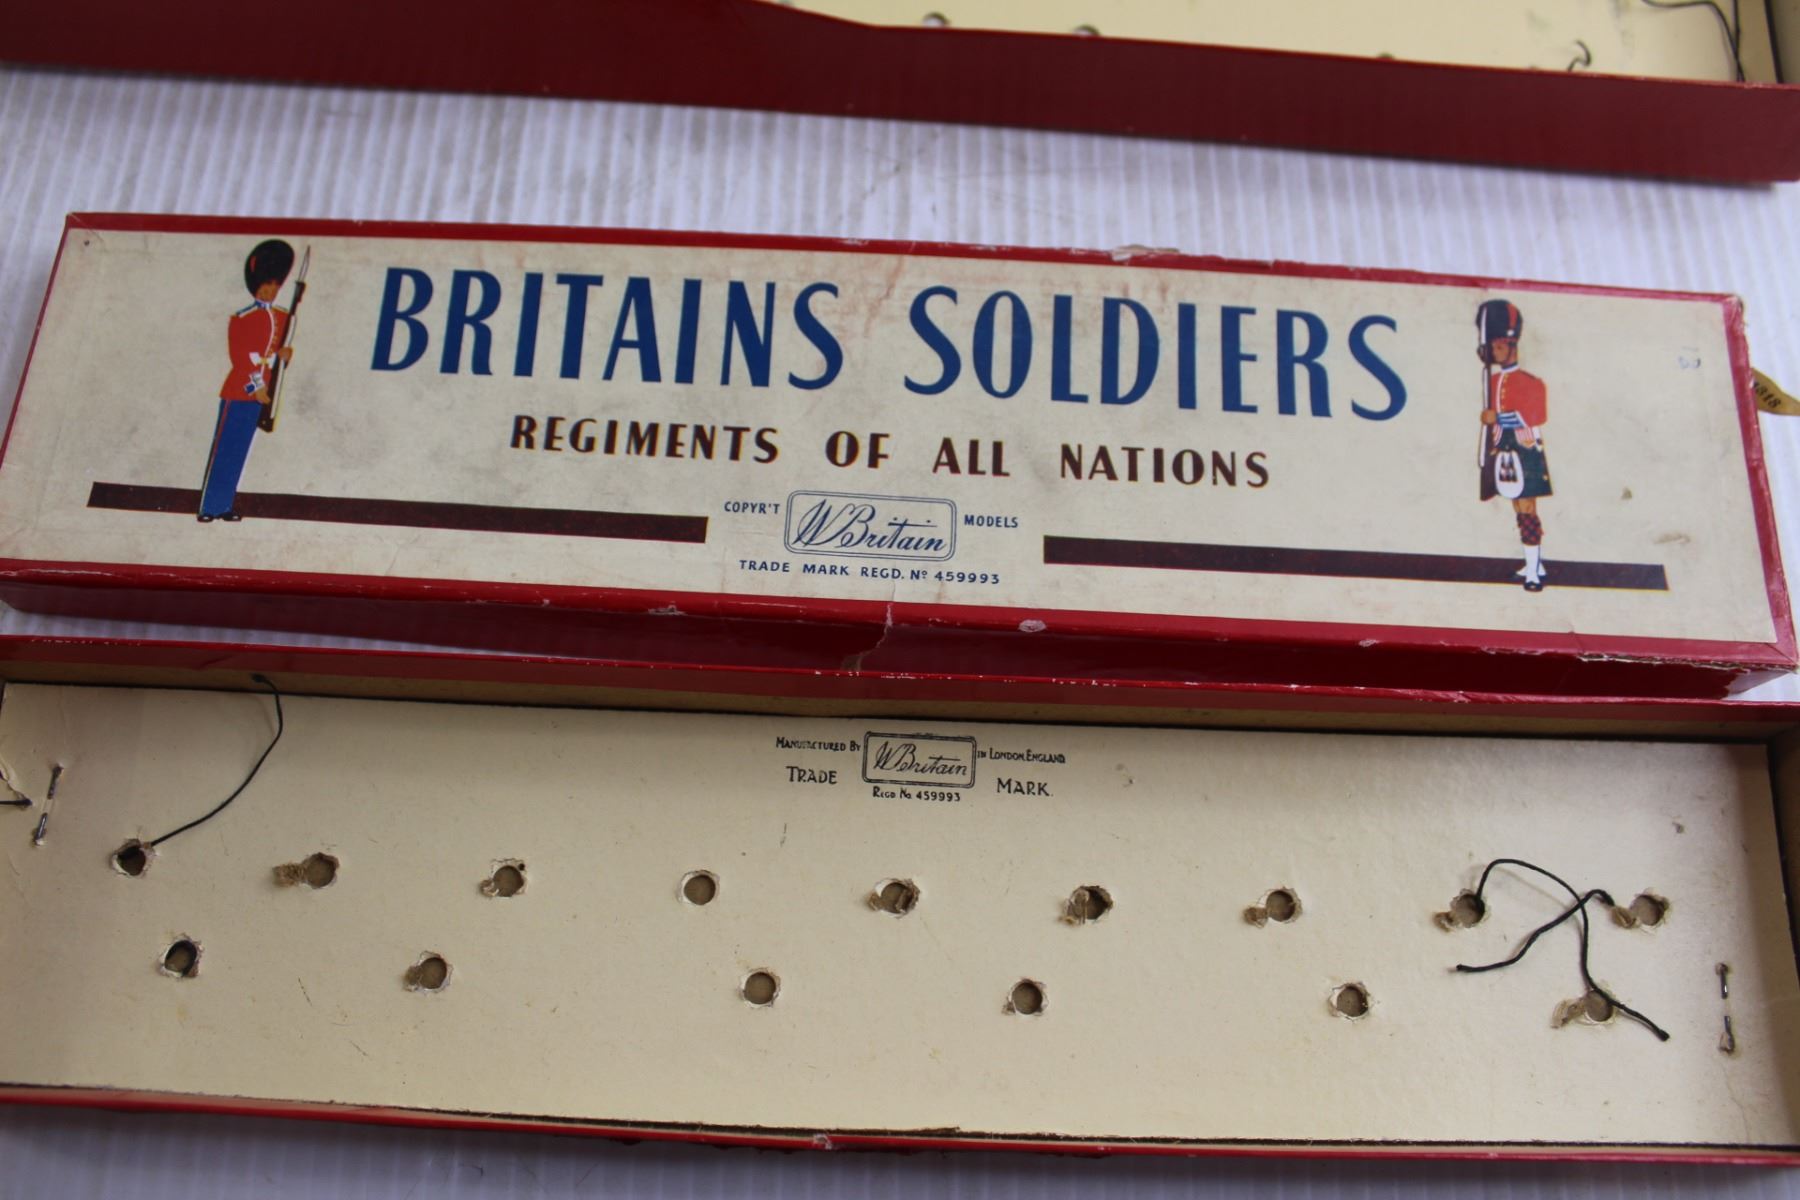 BRITAINS SOLDIERS
REGIMENTS OF ALL NATIONS
COPYR'T W Britain MODELS
TRADE MARK REGD. Nº 459993
1318
MANUFACTURED BY W Britain IN LONDON, ENGLAND
TRADE MARK.
REGD No. 459993